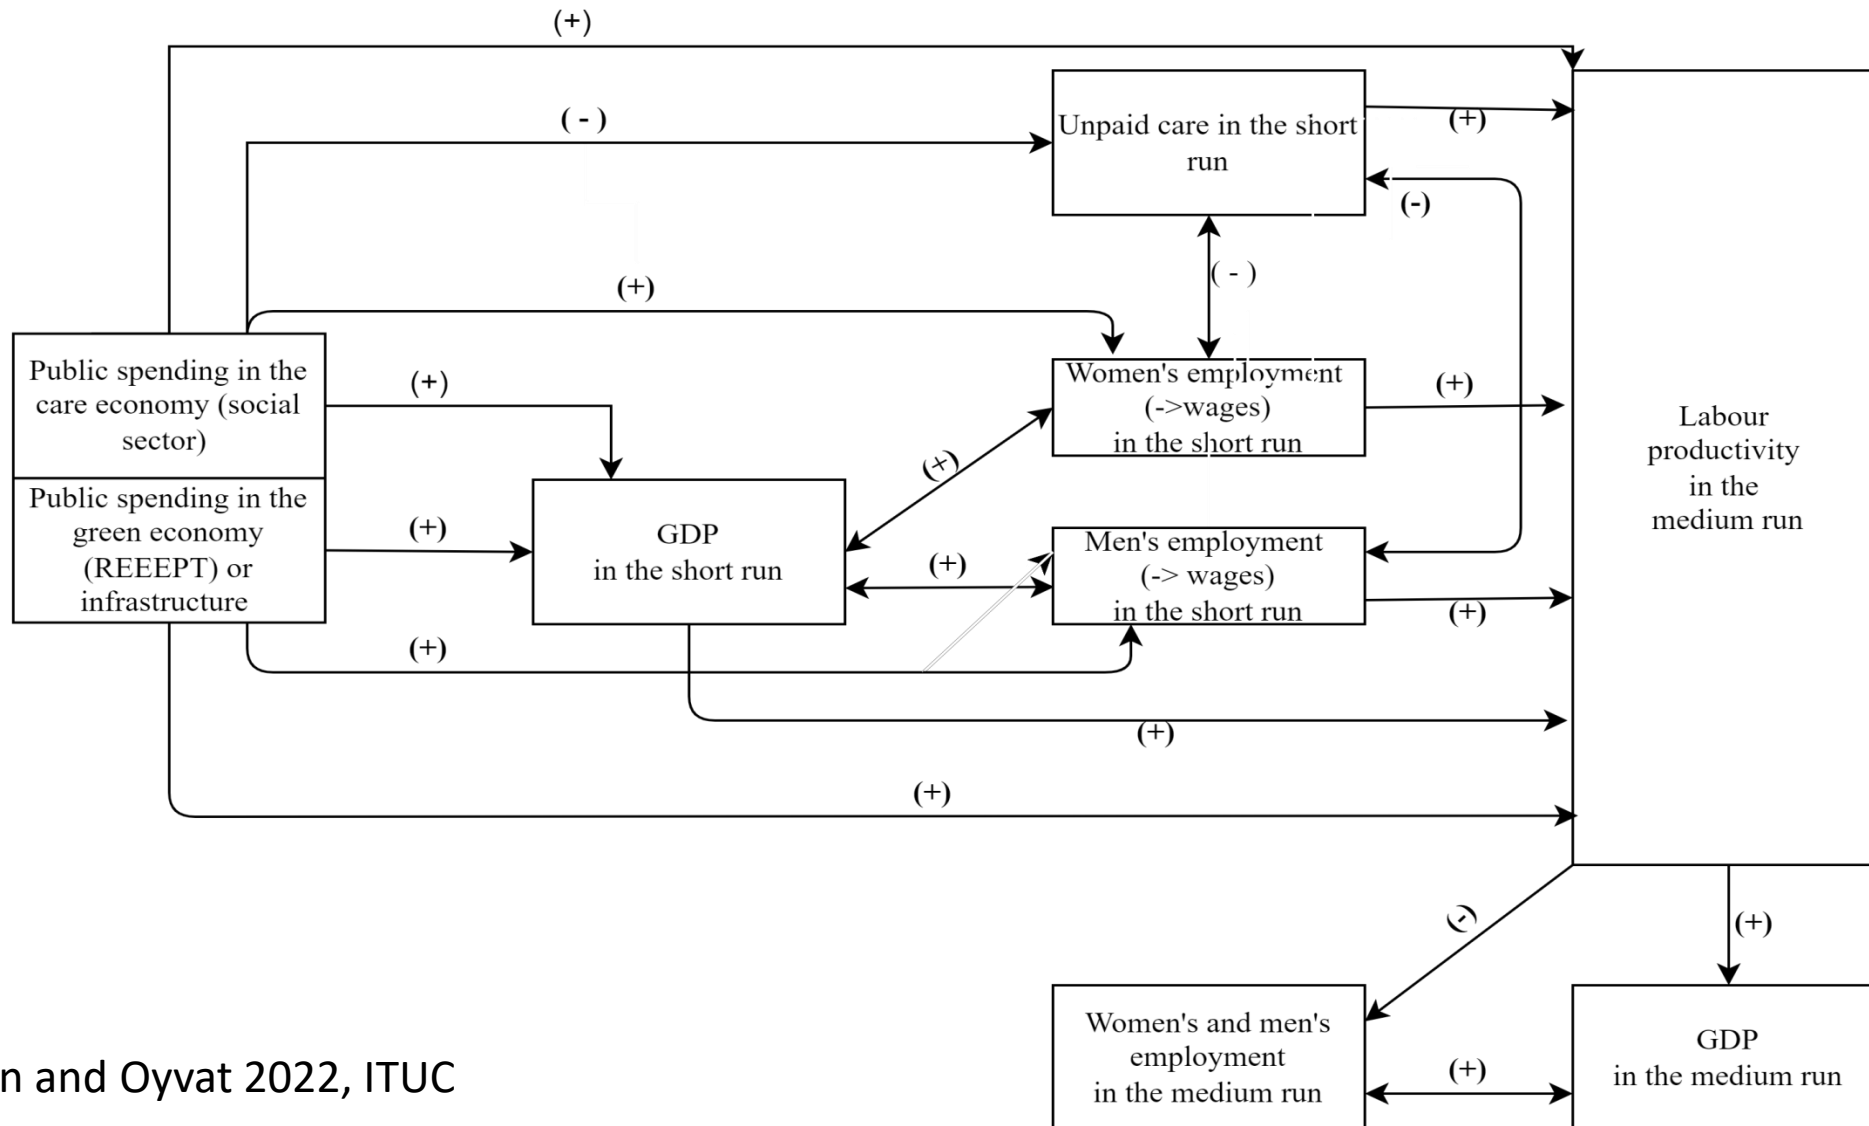 (+)
( - )
Unpaid care in the short
run
(+)
(-)
( - )
(+)
Public spending in the
care economy (social
sector)
(+)
Women's employment
(->wages)
in the short run
(+)
Labour
productivity
in the
medium run
(+)
Public spending in the
green economy
(REEEPT) or
infrastructure
(+)
GDP
in the short run
(+)
Men's employment
(-> wages)
in the short run
(+)
(+)
(+)
(+)
(-)
(+)
Women's and men's
employment
in the medium run
(+)
GDP
in the medium run
n and Oyvat 2022, ITUC